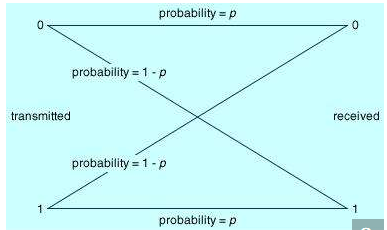 probability = p
0 0
probability = 1 - p
transmitted received
probability = 1 - p
1 1
probability = p